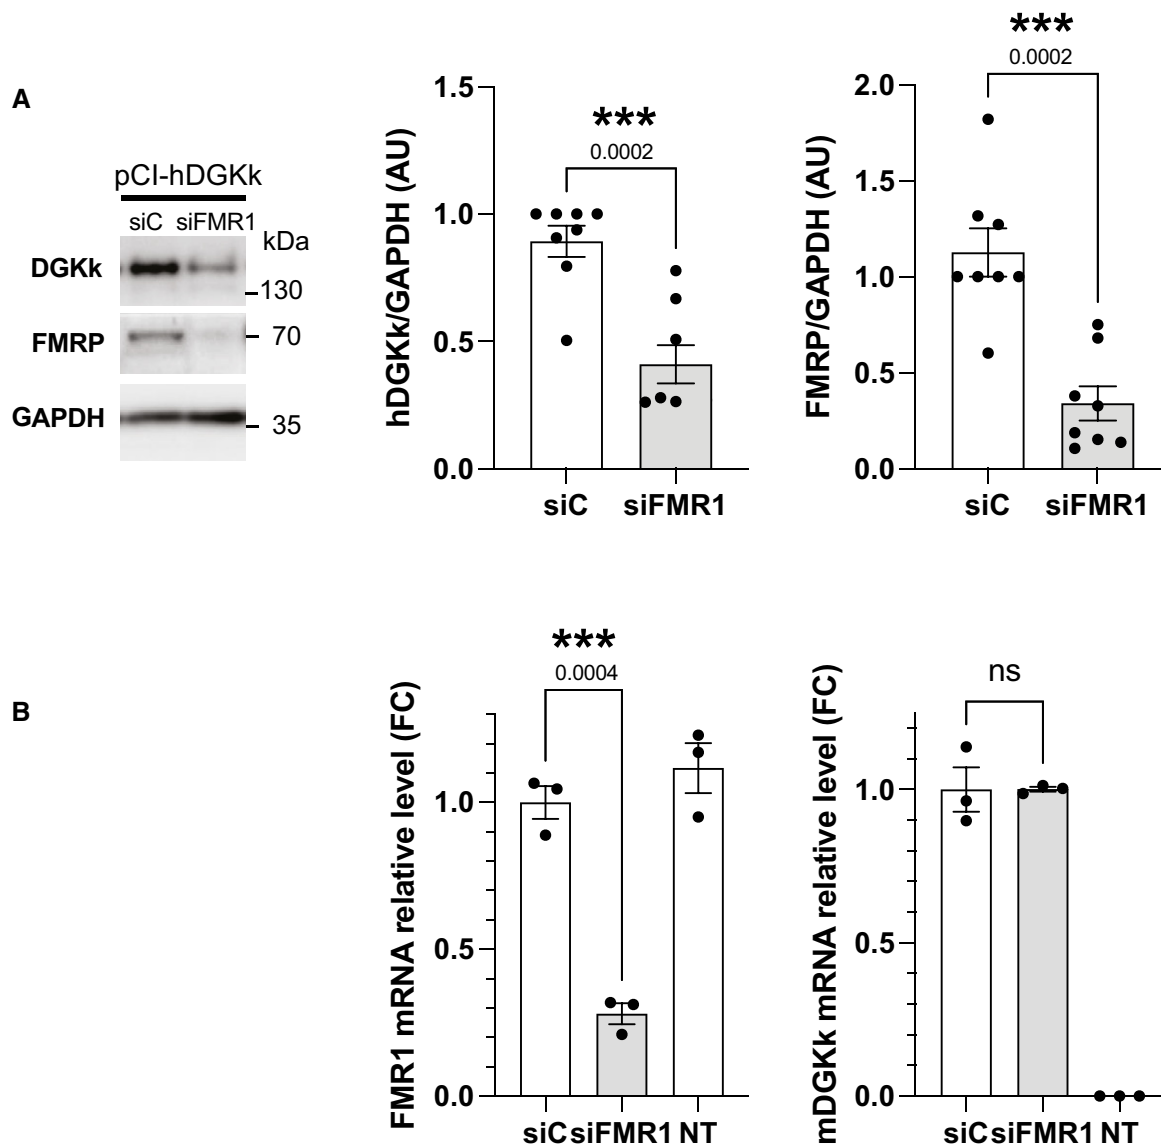 A
pCI-hDGKk
siC siFMR1
kDa
DGKk
130
FMRP
70
GAPDH
35
hDGKk/GAPDH (AU)
1.5
1.0
0.5
0.0
***
0.0002
siC siFMR1
FMRP/GAPDH (AU)
2.0
1.5
1.0
0.5
0.0
***
0.0002
siC siFMR1
B
FMR1 mRNA relative level (FC)
1.0
0.5
0.0
***
0.0004
siC siFMR1 NT
mDGKk mRNA relative level (FC)
1.0
0.5
0.0
ns
siC siFMR1 NT